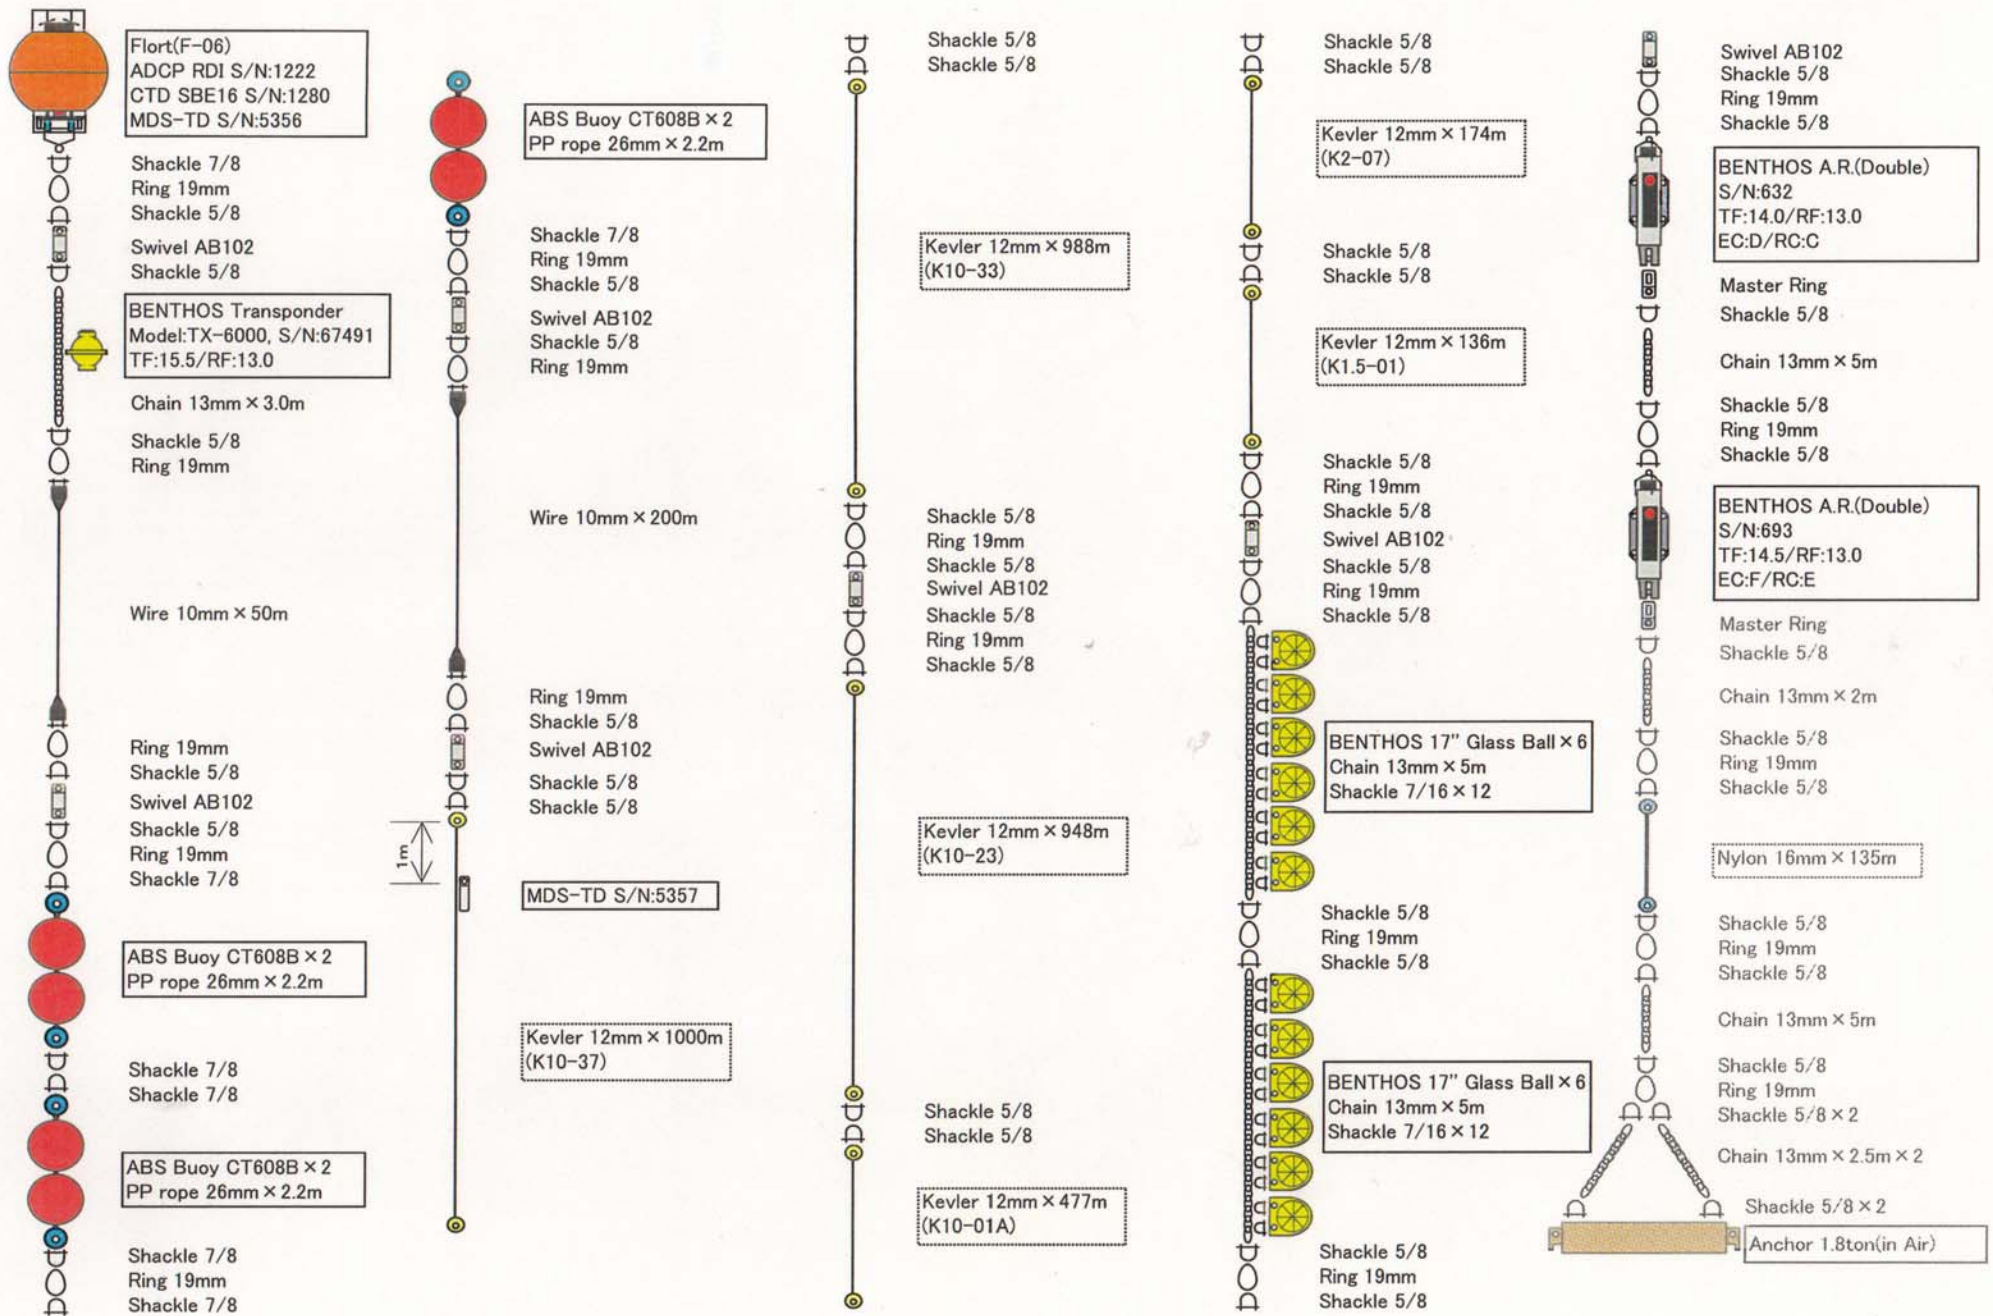 Flort(F-06)
ADCP RDI S/N:1222
CTD SBE16 S/N:1280
MDS-TD S/N:5356
Shackle 7/8
Ring 19mm
Shackle 5/8
Swivel AB102
Shackle 5/8
BENTHOS Transponder
Model:TX-6000, S/N:67491
TF:15.5/RF:13.0
Chain 13mm × 3.0m
Shackle 5/8
Ring 19mm
Wire 10mm × 50m
Ring 19mm
Shackle 5/8
Swivel AB102
Shackle 5/8
Ring 19mm
Shackle 7/8
ABS Buoy CT608B × 2
PP rope 26mm × 2.2m
Shackle 7/8
Shackle 7/8
ABS Buoy CT608B × 2
PP rope 26mm × 2.2m
Shackle 7/8
Ring 19mm
Shackle 7/8
ABS Buoy CT608B × 2
PP rope 26mm × 2.2m
Shackle 7/8
Ring 19mm
Shackle 5/8
Swivel AB102
Shackle 5/8
Ring 19mm
Wire 10mm × 200m
Ring 19mm
Shackle 5/8
Swivel AB102
Shackle 5/8
Shackle 5/8
1m
MDS-TD S/N:5357
Kevler 12mm × 1000m
(K10-37)
Shackle 5/8
Shackle 5/8
Kevler 12mm × 988m
(K10-33)
Shackle 5/8
Ring 19mm
Shackle 5/8
Swivel AB102
Shackle 5/8
Ring 19mm
Shackle 5/8
Kevler 12mm × 948m
(K10-23)
Shackle 5/8
Shackle 5/8
Kevler 12mm × 477m
(K10-01A)
Shackle 5/8
Shackle 5/8
Kevler 12mm × 174m
(K2-07)
Shackle 5/8
Shackle 5/8
Kevler 12mm × 136m
(K1.5-01)
Shackle 5/8
Ring 19mm
Shackle 5/8
Swivel AB102
Shackle 5/8
Ring 19mm
Shackle 5/8
BENTHOS 17" Glass Ball × 6
Chain 13mm × 5m
Shackle 7/16 × 12
Shackle 5/8
Ring 19mm
Shackle 5/8
BENTHOS 17" Glass Ball × 6
Chain 13mm × 5m
Shackle 7/16 × 12
Shackle 5/8
Ring 19mm
Shackle 5/8
Swivel AB102
Shackle 5/8
Ring 19mm
Shackle 5/8
BENTHOS A.R.(Double)
S/N:632
TF:14.0/RF:13.0
EC:D/RC:C
Master Ring
Shackle 5/8
Chain 13mm × 5m
Shackle 5/8
Ring 19mm
Shackle 5/8
BENTHOS A.R.(Double)
S/N:693
TF:14.5/RF:13.0
EC:F/RC:E
Master Ring
Shackle 5/8
Chain 13mm × 2m
Shackle 5/8
Ring 19mm
Shackle 5/8
Nylon 16mm × 135m
Shackle 5/8
Ring 19mm
Shackle 5/8
Chain 13mm × 5m
Shackle 5/8
Ring 19mm
Shackle 5/8 × 2
Chain 13mm × 2.5m × 2
Shackle 5/8 × 2
Anchor 1.8ton(in Air)